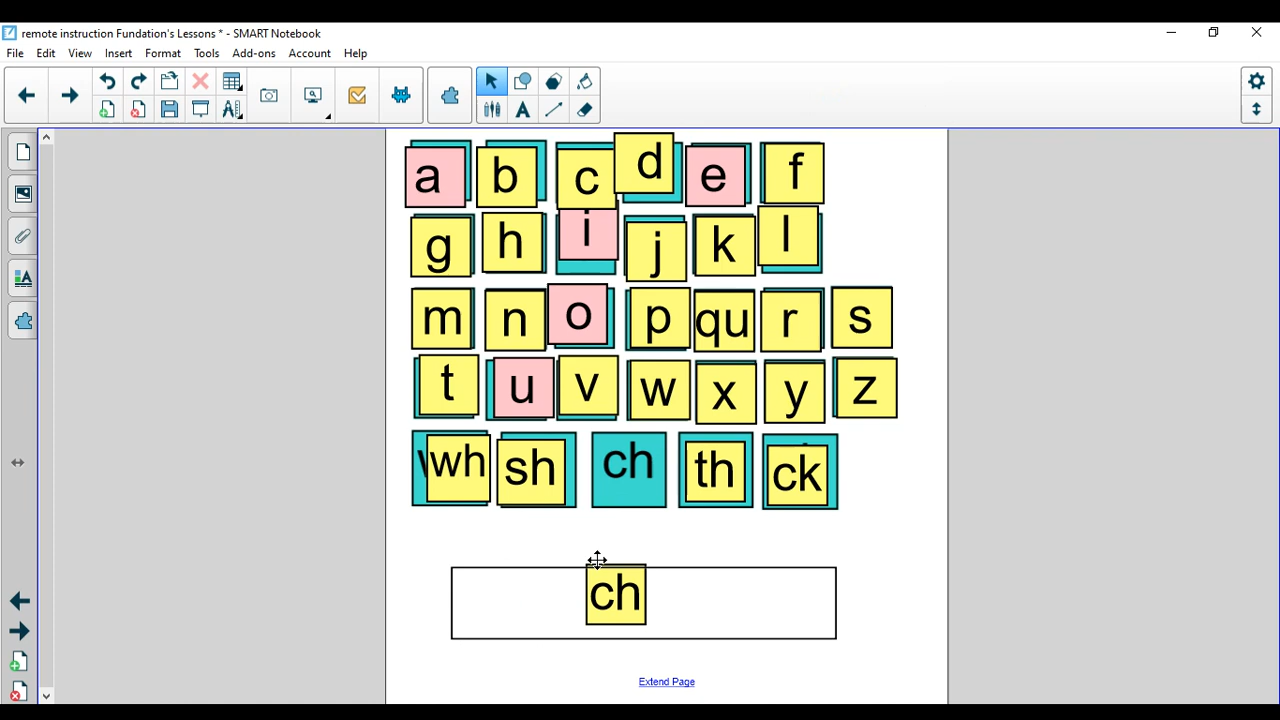 remote instruction Fundation's Lessons * - SMART Notebook
File Edit View Insert Format Tools Add-ons Account Help
a b c d e f
g h i j k l
m n o p qu r s
t u v w x y z
wh sh ch th ck
ch
Extend Page